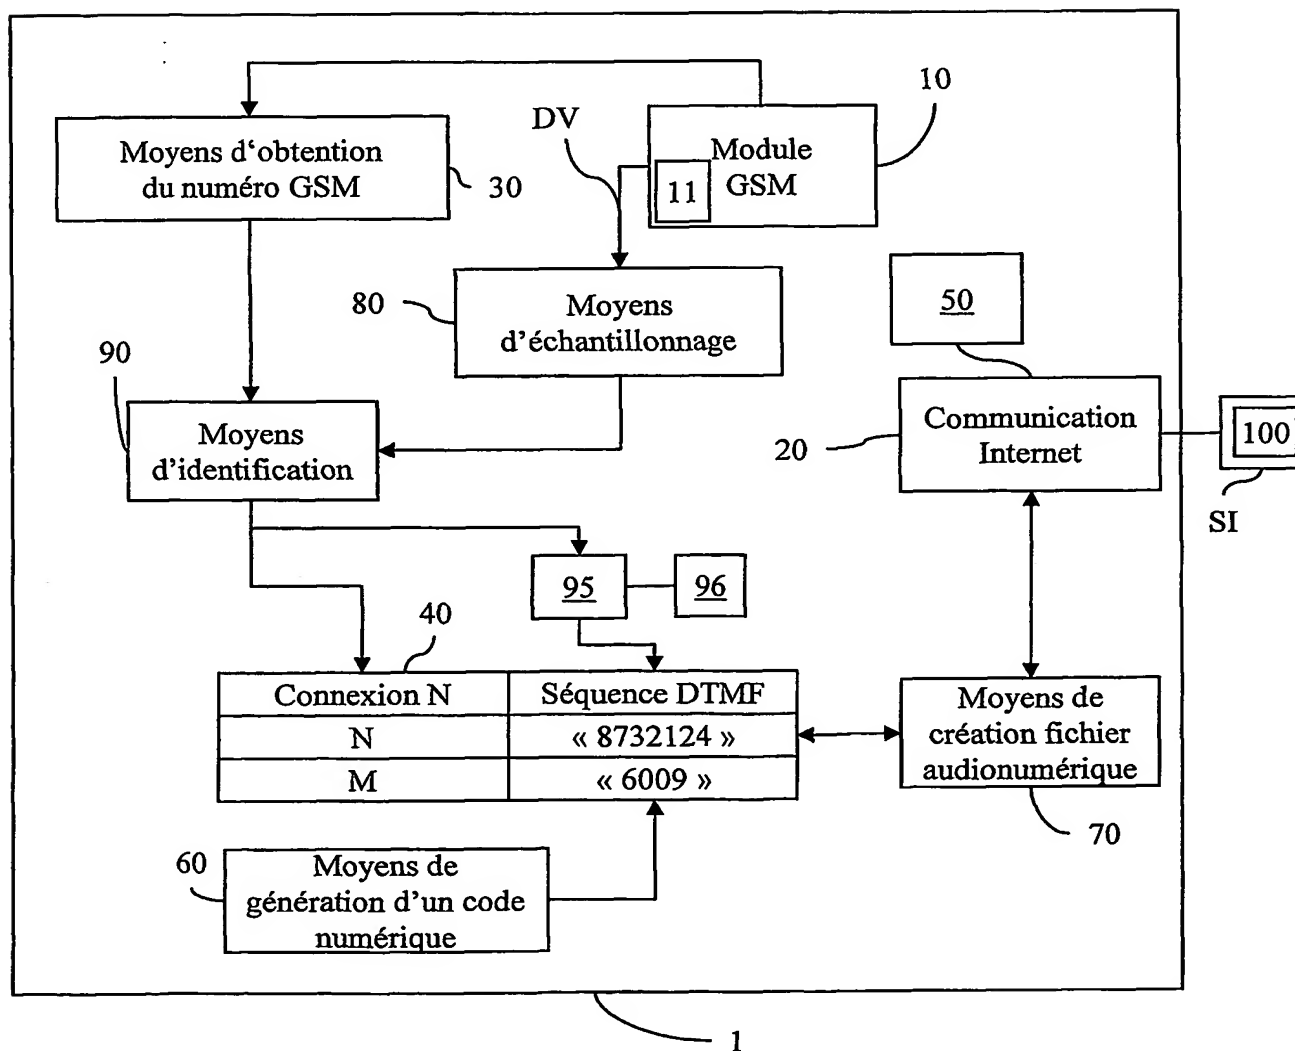 10
DV
Moyens d‘obtention
du numéro GSM
30
Module
GSM
11
80
Moyens
d'échantillonnage
50
90
Moyens
d'identification
20
Communication
Internet
100
SI
95
96
40
Connexion N
Séquence DTMF
N
« 8732124 »
M
« 6009 »
Moyens de
création fichier
audionumérique
70
60
Moyens de
génération d’un code
numérique
1